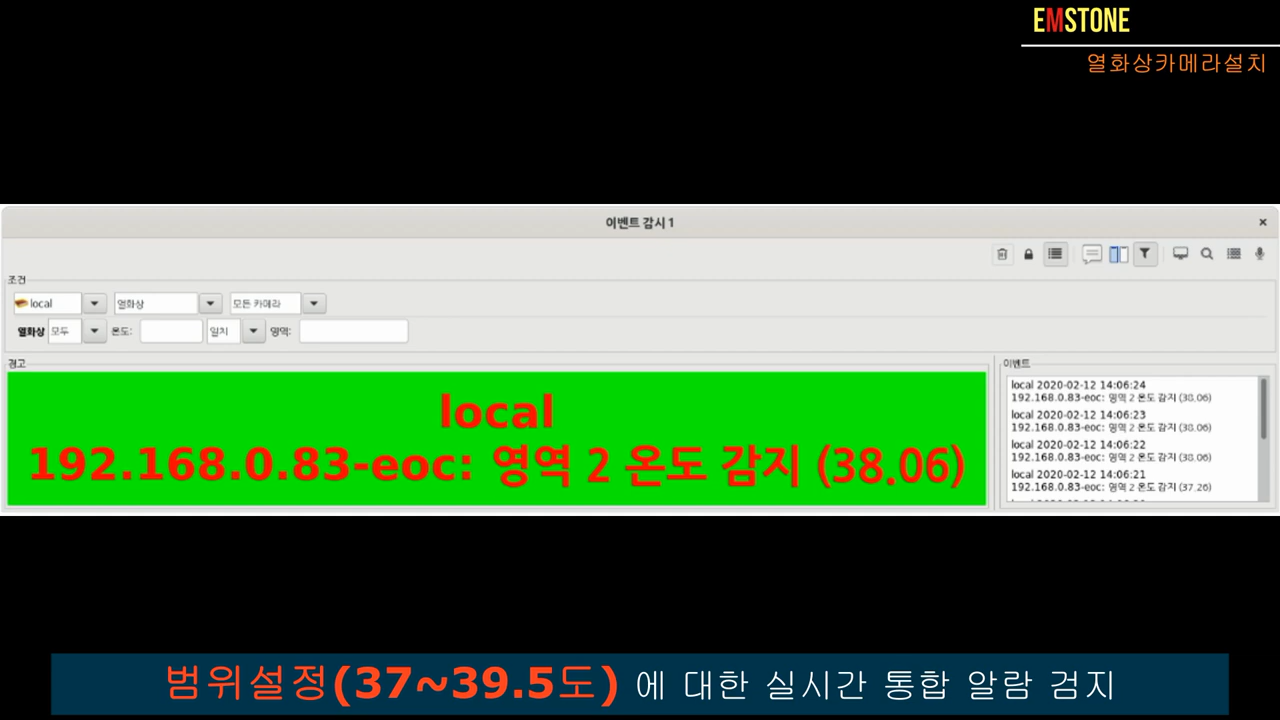 EMSTONE
열화상카메라설치
이벤트 감시 1
조건
local 열화상 모든 카메라
열화상 모두 온도: 일치 영역:
경고
local
192.168.0.83-eoc: 영역 2 온도 감지 (38.06)
이벤트
local 2020-02-12 14:06:24
192.168.0.83-eoc: 영역 2 온도 감지 (38.06)
local 2020-02-12 14:06:23
192.168.0.83-eoc: 영역 2 온도 감지 (38.06)
local 2020-02-12 14:06:22
192.168.0.83-eoc: 영역 2 온도 감지 (38.06)
local 2020-02-12 14:06:21
192.168.0.83-eoc: 영역 2 온도 감지 (37.26)
범위설정(37~39.5도) 에 대한 실시간 통합 알람 검지